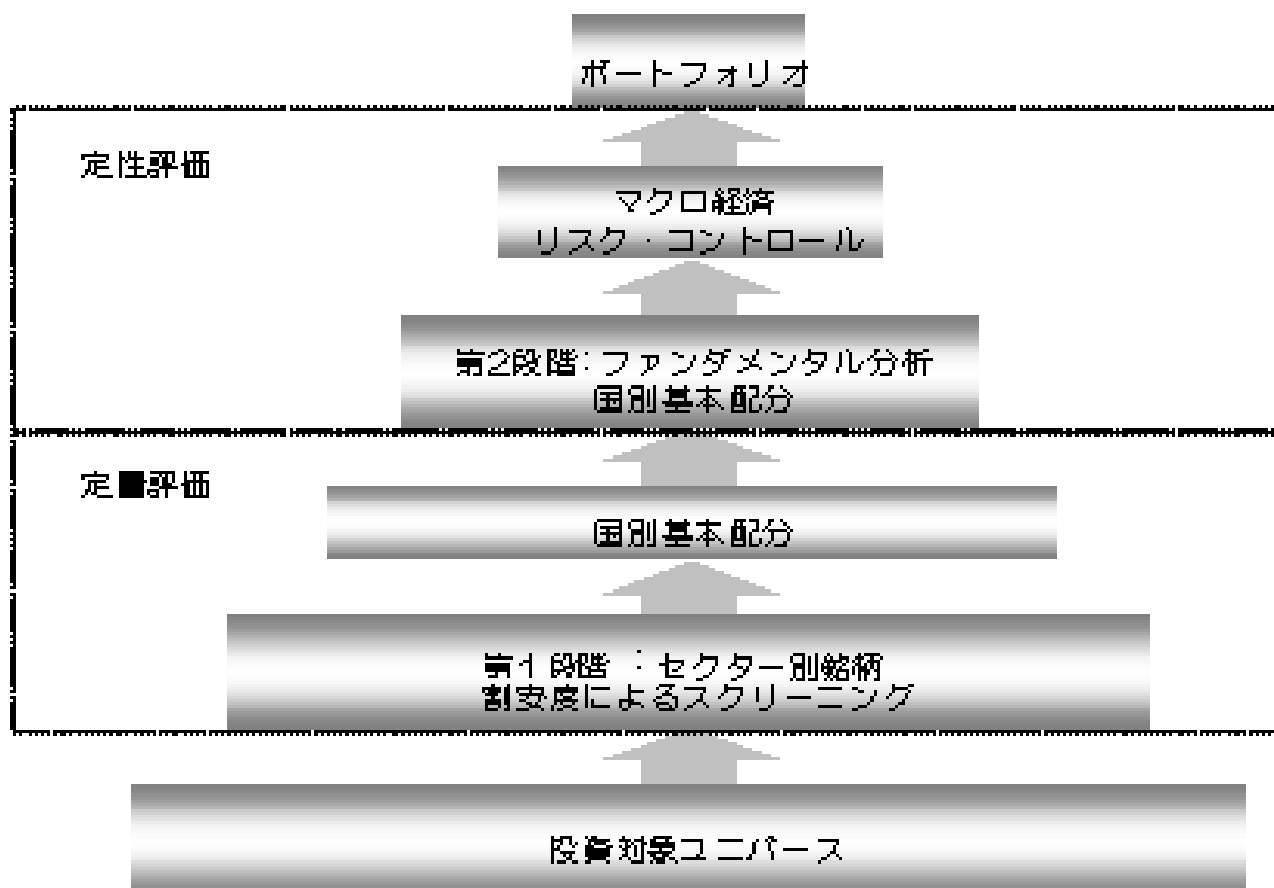 ポートフォリオ
定性評価
マクロ経済
リスク・コントロール
第2段階:ファンダメンタル分析
国別基本配分
定量評価
国別基本配分
第1段階 :セクター別銘柄
割安度によるスクリーニング
投資対象ユニバース